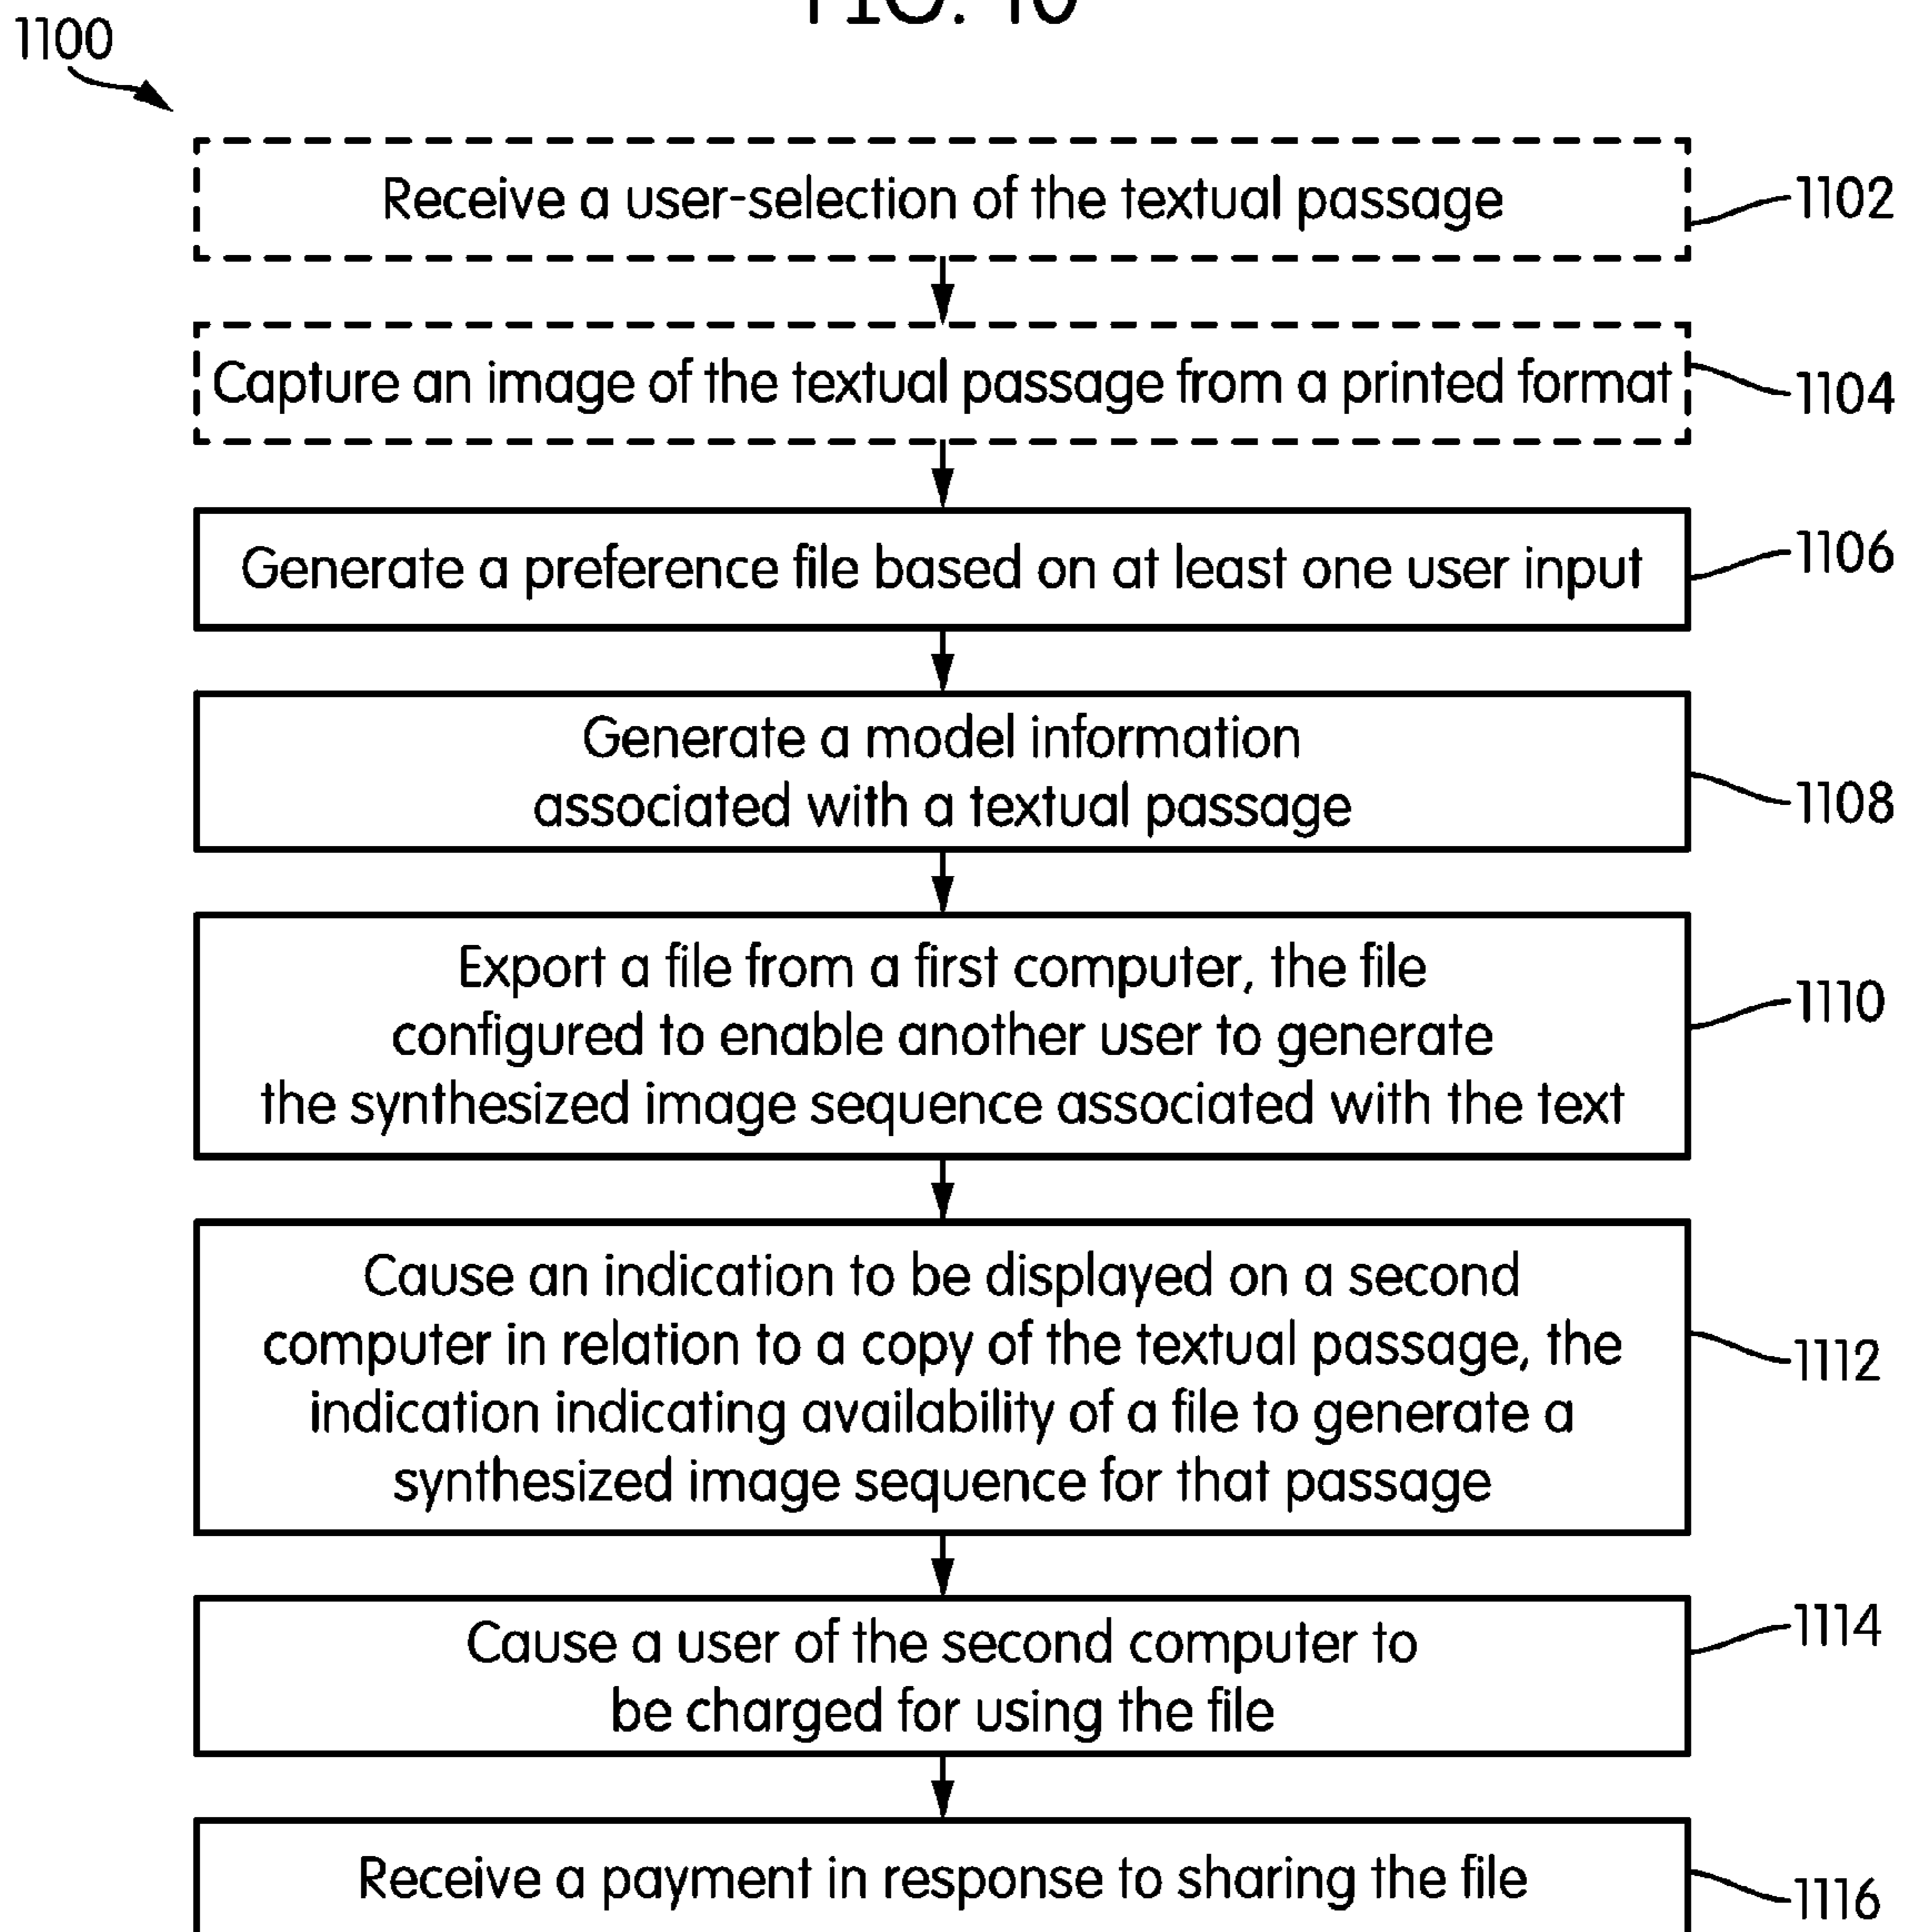 FIG. 10
1100
Receive a user-selection of the textual passage
1102
Capture an image of the textual passage from a printed format
1104
Generate a preference file based on at least one user input
1106
Generate a model information
associated with a textual passage
1108
Export a file from a first computer, the file
configured to enable another user to generate
the synthesized image sequence associated with the text
1110
Cause an indication to be displayed on a second
computer in relation to a copy of the textual passage, the
indication indicating availability of a file to generate a
synthesized image sequence for that passage
1112
Cause a user of the second computer to
be charged for using the file
1114
Receive a payment in response to sharing the file
1116